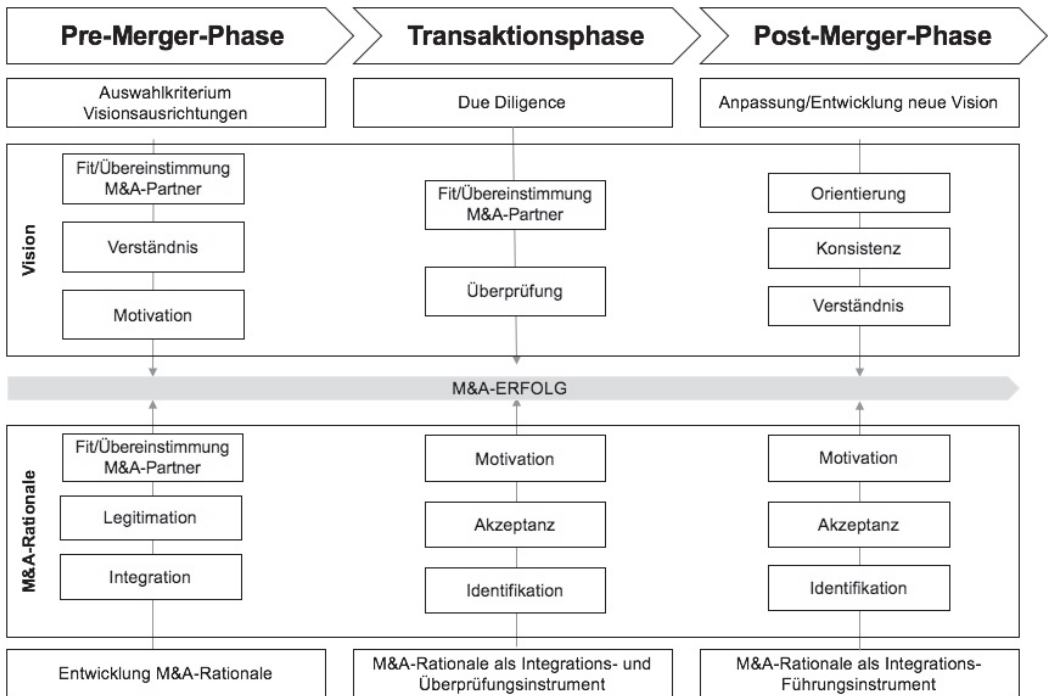 Pre-Merger-Phase
Transaktionsphase
Post-Merger-Phase
Auswahlkriterium
Visionsausrichtungen
Due Diligence
Anpassung/Entwicklung neue Vision
Vision
Fit/Übereinstimmung
M&A-Partner
Verständnis
Motivation
Fit/Übereinstimmung
M&A-Partner
Überprüfung
Orientierung
Konsistenz
Verständnis
M&A-ERFOLG
M&A-Rationale
Fit/Übereinstimmung
M&A-Partner
Legitimation
Integration
Motivation
Akzeptanz
Identifikation
Motivation
Akzeptanz
Identifikation
Entwicklung M&A-Rationale
M&A-Rationale als Integrations- und
Überprüfungsinstrument
M&A-Rationale als Integrations-
Führungsinstrument